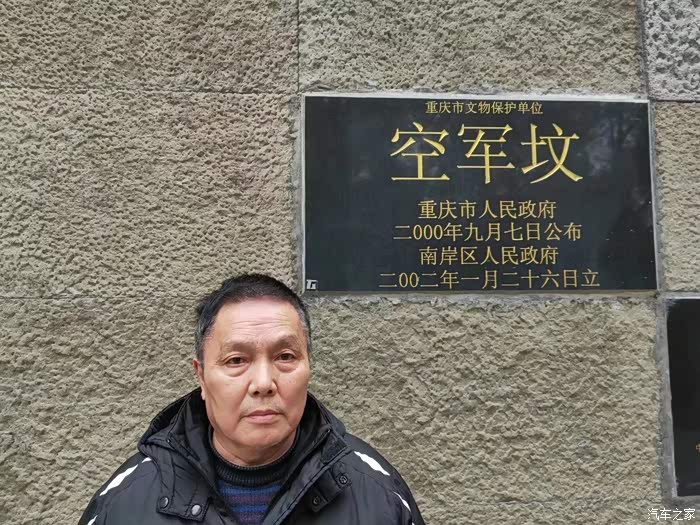 重庆市文物保护单位
空军坟
重庆市人民政府
二000年九月七日公布
南岸区人民政府
二00二年一月二十六日立
汽车之家